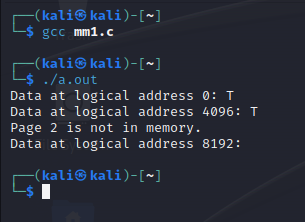 ┌──(kali㉿kali)-[~]
└─$ gcc mm1.c
┌──(kali㉿kali)-[~]
└─$ ./a.out
Data at logical address 0: T
Data at logical address 4096: T
Page 2 is not in memory.
Data at logical address 8192:
┌──(kali㉿kali)-[~]
└─$